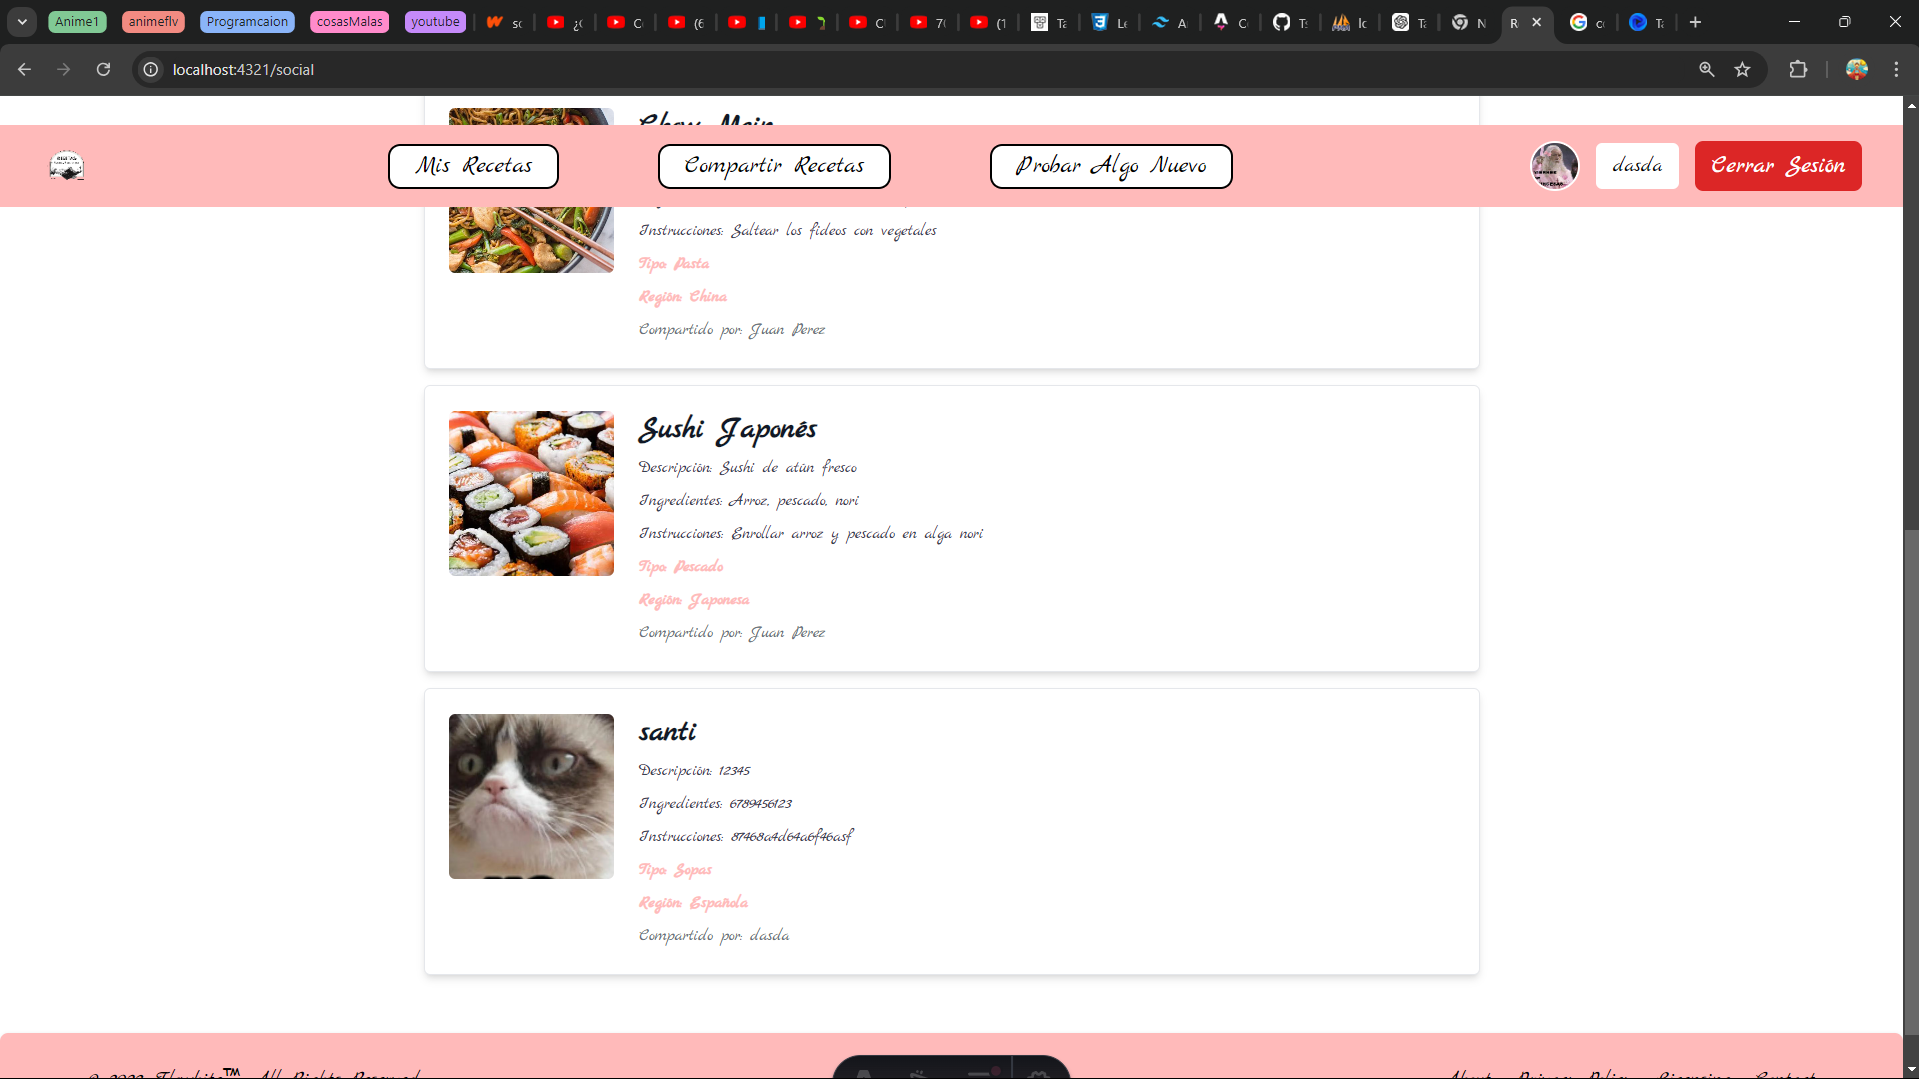 Anime1
animeflv
Programcaion
cosasMalas
youtube
localhost:4321/social
Mis Recetas
Compartir Recetas
Probar Algo Nuevo
dasda
Cerrar Sesión
Chow Mein
Instrucciones: Saltear los fideos con vegetales
Tipo: Pasta
Región: China
Compartido por: Juan Perez
Sushi Japonés
Descripción: Sushi de atún fresco
Ingredientes: Arroz, pescado, nori
Instrucciones: Enrollar arroz y pescado en alga nori
Tipo: Pescado
Región: Japonesa
Compartido por: Juan Perez
santi
Descripción: 12345
Ingredientes: 6789456123
Instrucciones: 87468a4d64a6f46asf
Tipo: Sopas
Región: Española
Compartido por: dasda
All Rights Reserved